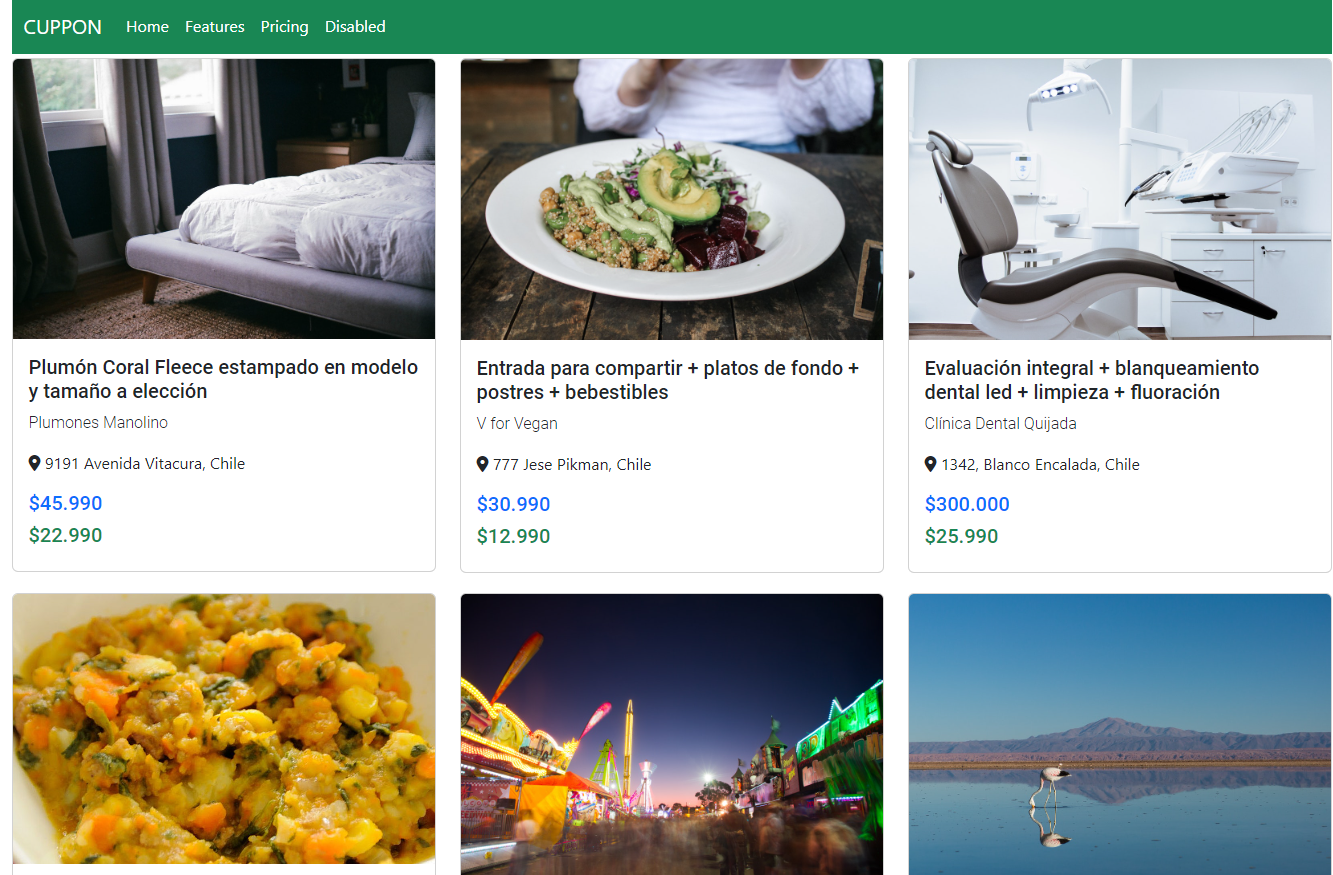 CUPPON Home Features Pricing Disabled
Plumón Coral Fleece estampado en modelo
y tamaño a elección
Plumones Manolino
9191 Avenida Vitacura, Chile
$45.990
$22.990
Entrada para compartir + platos de fondo +
postres + bebestibles
V for Vegan
777 Jese Pikman, Chile
$30.990
$12.990
Evaluación integral + blanqueamiento
dental led + limpieza + fluoración
Clínica Dental Quijada
1342, Blanco Encalada, Chile
$300.000
$25.990